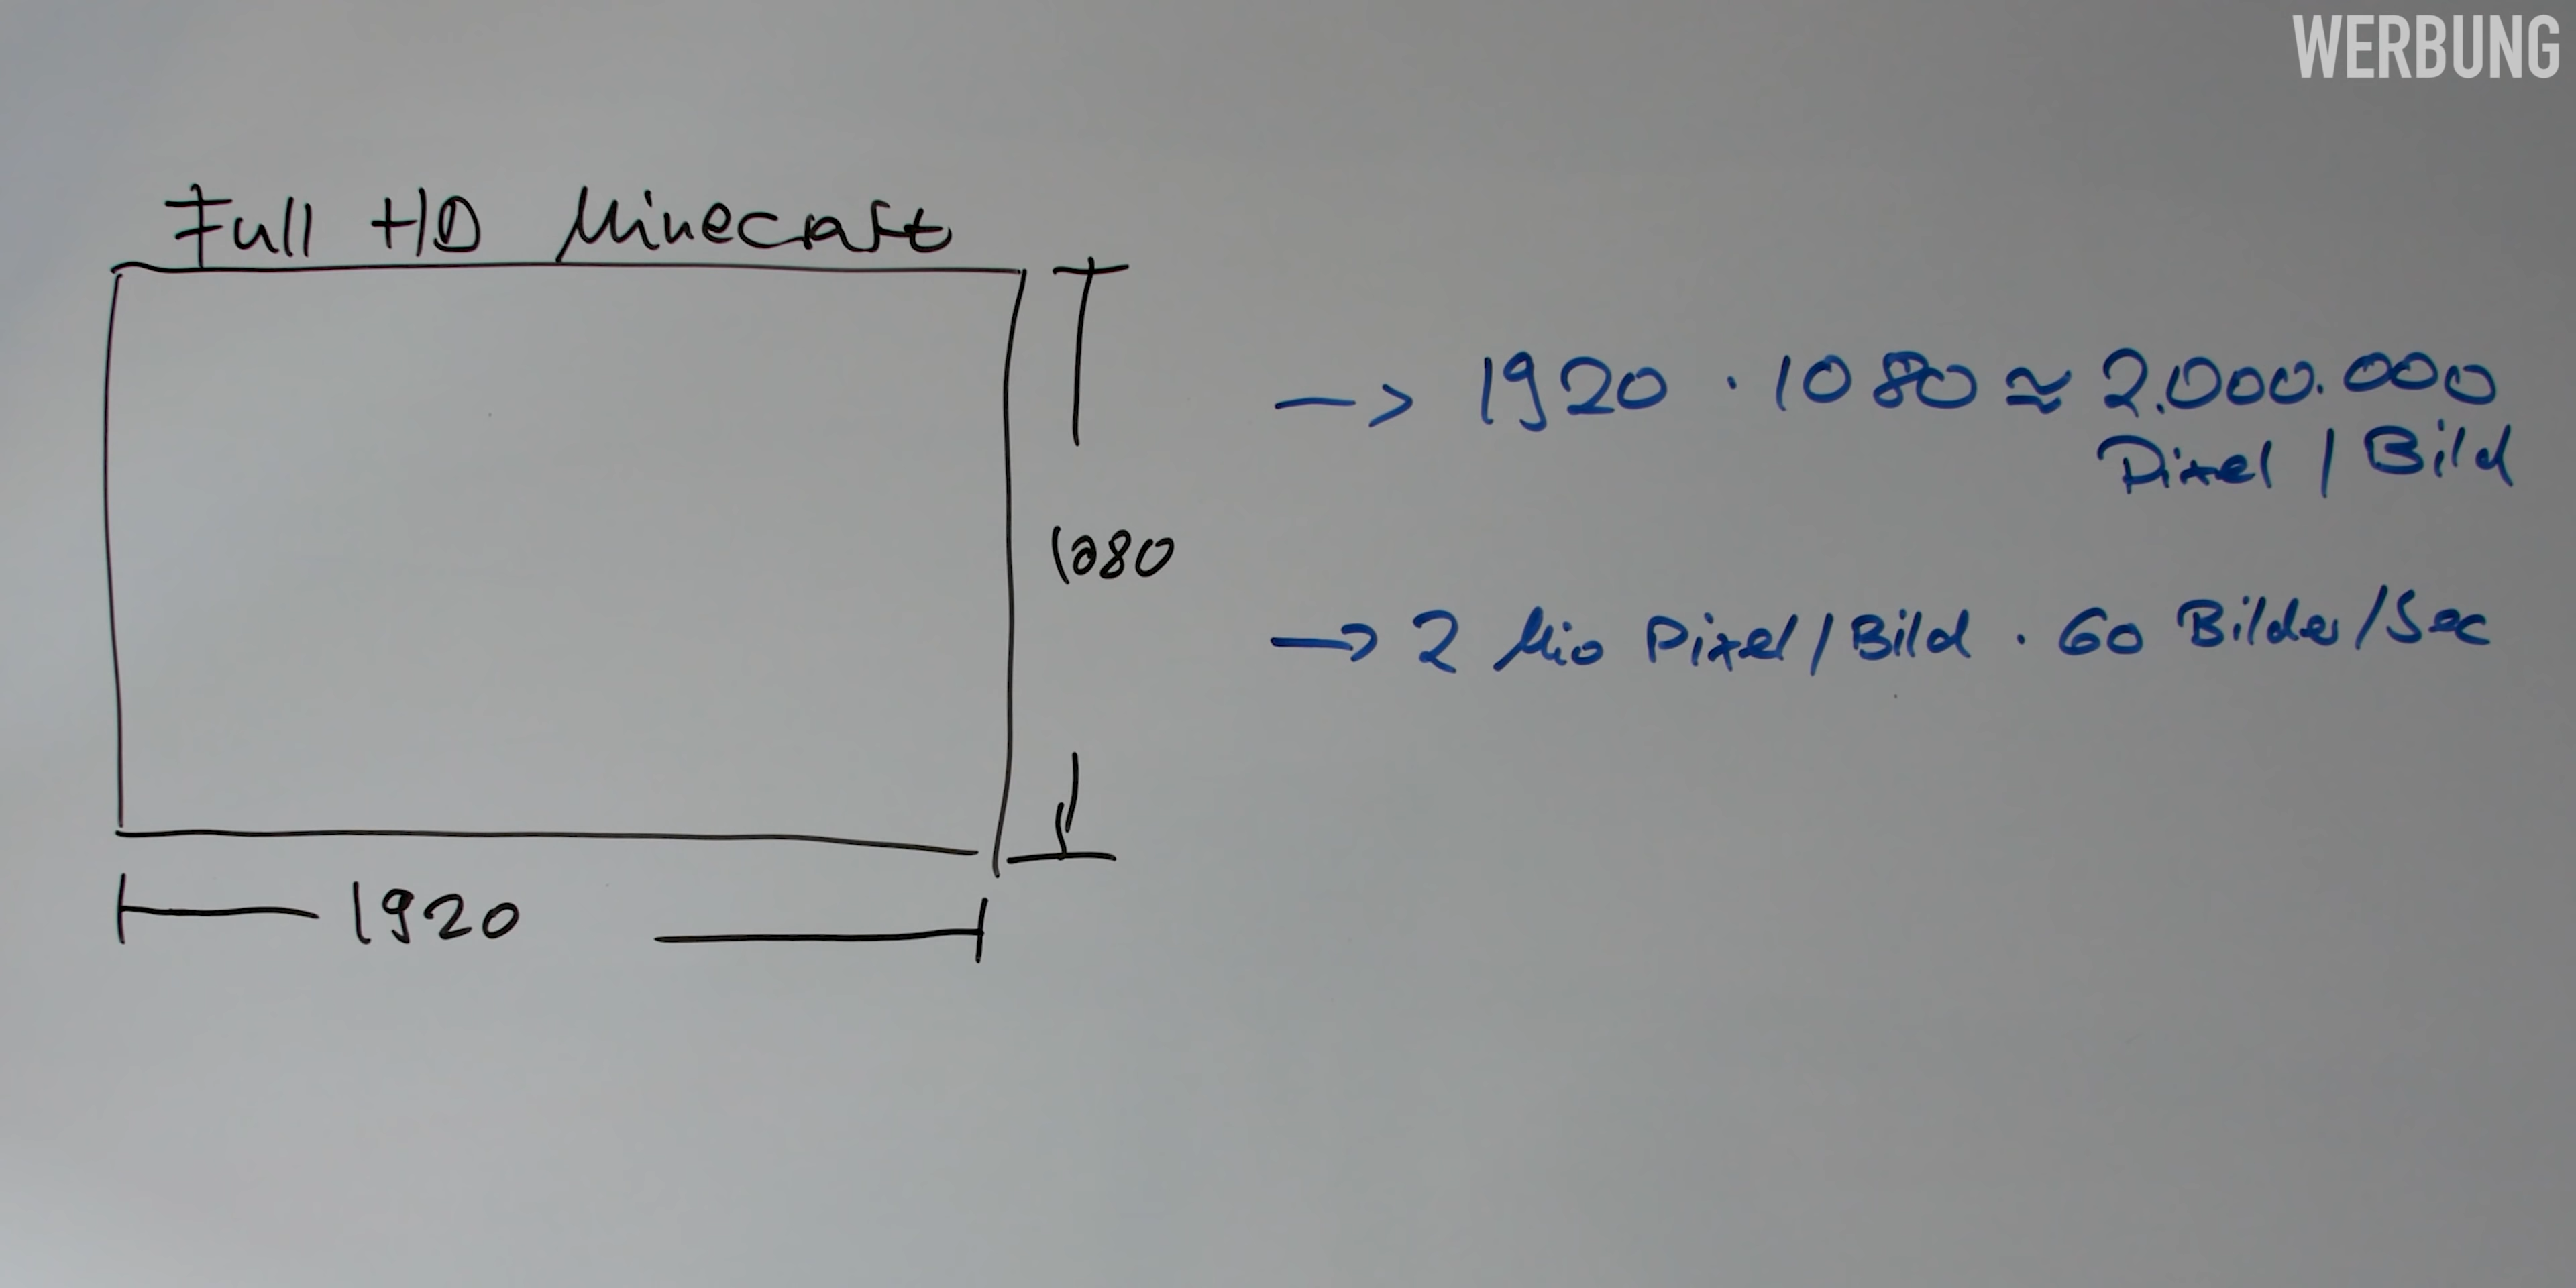 WERBUNG
Full HD Minecraft
1080
1920
-> 1920 · 1080 ≃ 2.000.000
Pixel / Bild
-> 2 Mio Pixel/Bild · 60 Bilder/Sec